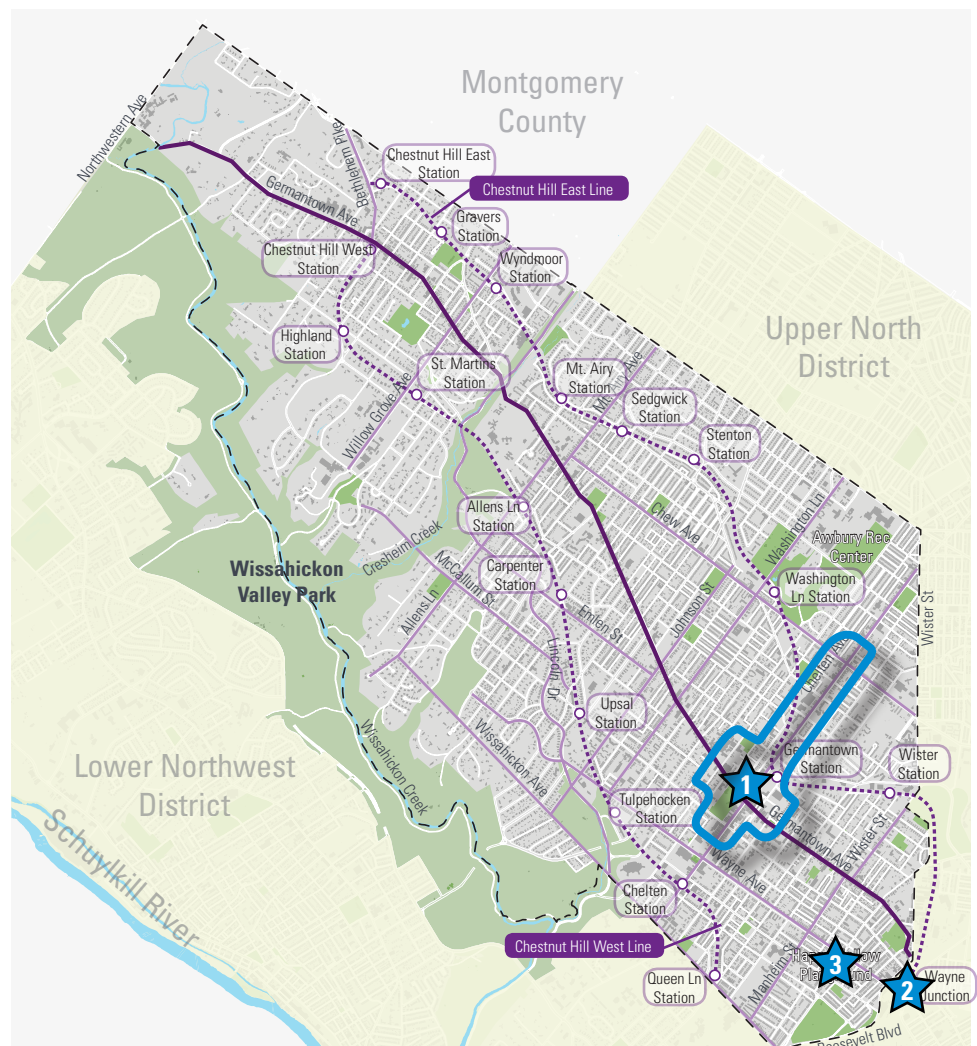 Montgomery
County
Northwestern Ave
Bethlehem Pike
Chestnut Hill East
Station
Chestnut Hill East Line
Germantown Ave
Gravers
Station
Chestnut Hill West
Station
Wyndmoor
Station
Upper North
District
Highland
Station
St. Martins
Station
Mt. Airy
Station
Sedgwick
Station
Willow Grove Ave
Stenton
Station
Allens Ln
Station
Chew Ave
Washington Ln
Awbury Rec
Center
Cresheim Creek
Wissahickon
Valley Park
McCallum St
Carpenter
Station
Washington
Ln Station
Allens Ln
Emlen St
Johnson St
Wister St
Lincoln Dr
Chelten Ave
Upsal
Station
Wissahickon Ave
Wissahickon Creek
Lower Northwest
District
Germantown
Station
Wister
Station
1
Tulpehocken
Station
Germantown Ave
Wister St
Schuylkill River
Wayne Ave
Chelten
Station
Chestnut Hill West Line
Manheim St
3
Queen Ln
Station
2
Wayne
Junction
Roosevelt Blvd